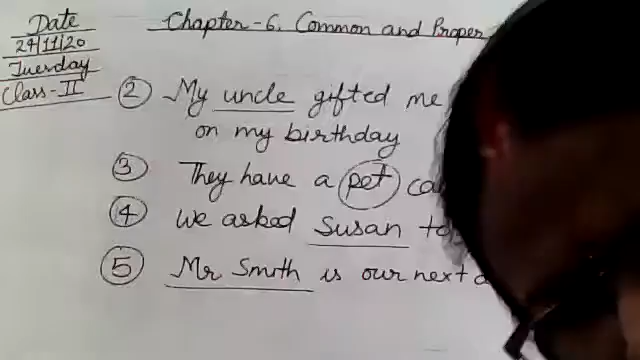 Date
24/11/20
Tuesday
Class-II
Chapter-6. Common and Proper
② My uncle gifted me
on my birthday
③ They have a pet
④ We asked Susan
⑤ Mr Smith is our next